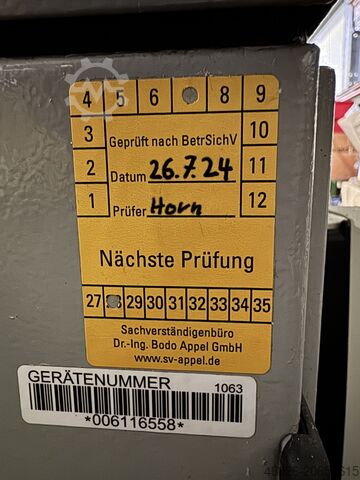 4 5 6 8 9
3 Geprüft nach BetrSichV 10
2 Datum 26.7.24 11
1 Prüfer Horn 12
Nächste Prüfung
27 28 29 30 31 32 33 34 35
Sachverständigenbüro
Dr.-Ing. Bodo Appel GmbH
www.sv-appel.de
GERÄTENUMMER 1063
*006116558*